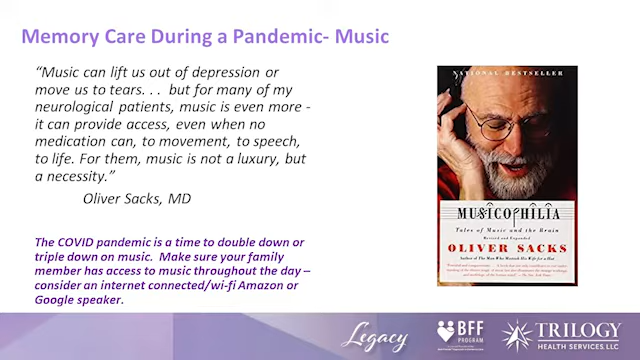 Memory Care During a Pandemic- Music
“Music can lift us out of depression or
move us to tears. . .  but for many of my
neurological patients, music is even more -
it can provide access, even when no
medication can, to movement, to speech,
to life. For them, music is not a luxury, but
a necessity.”
Oliver Sacks, MD
The COVID pandemic is a time to double down or
triple down on music.  Make sure your family
member has access to music throughout the day –
consider an internet connected/wi-fi Amazon or
Google speaker.
NATIONAL BESTSELLER
MUSICOPHILIA
Tales of Music and the Brain
Revised and Expanded
OLIVER SACKS
Author of The Man Who Mistook His Wife for a Hat
Legacy
BFF
PROGRAM
TRILOGY
HEALTH SERVICES LLC